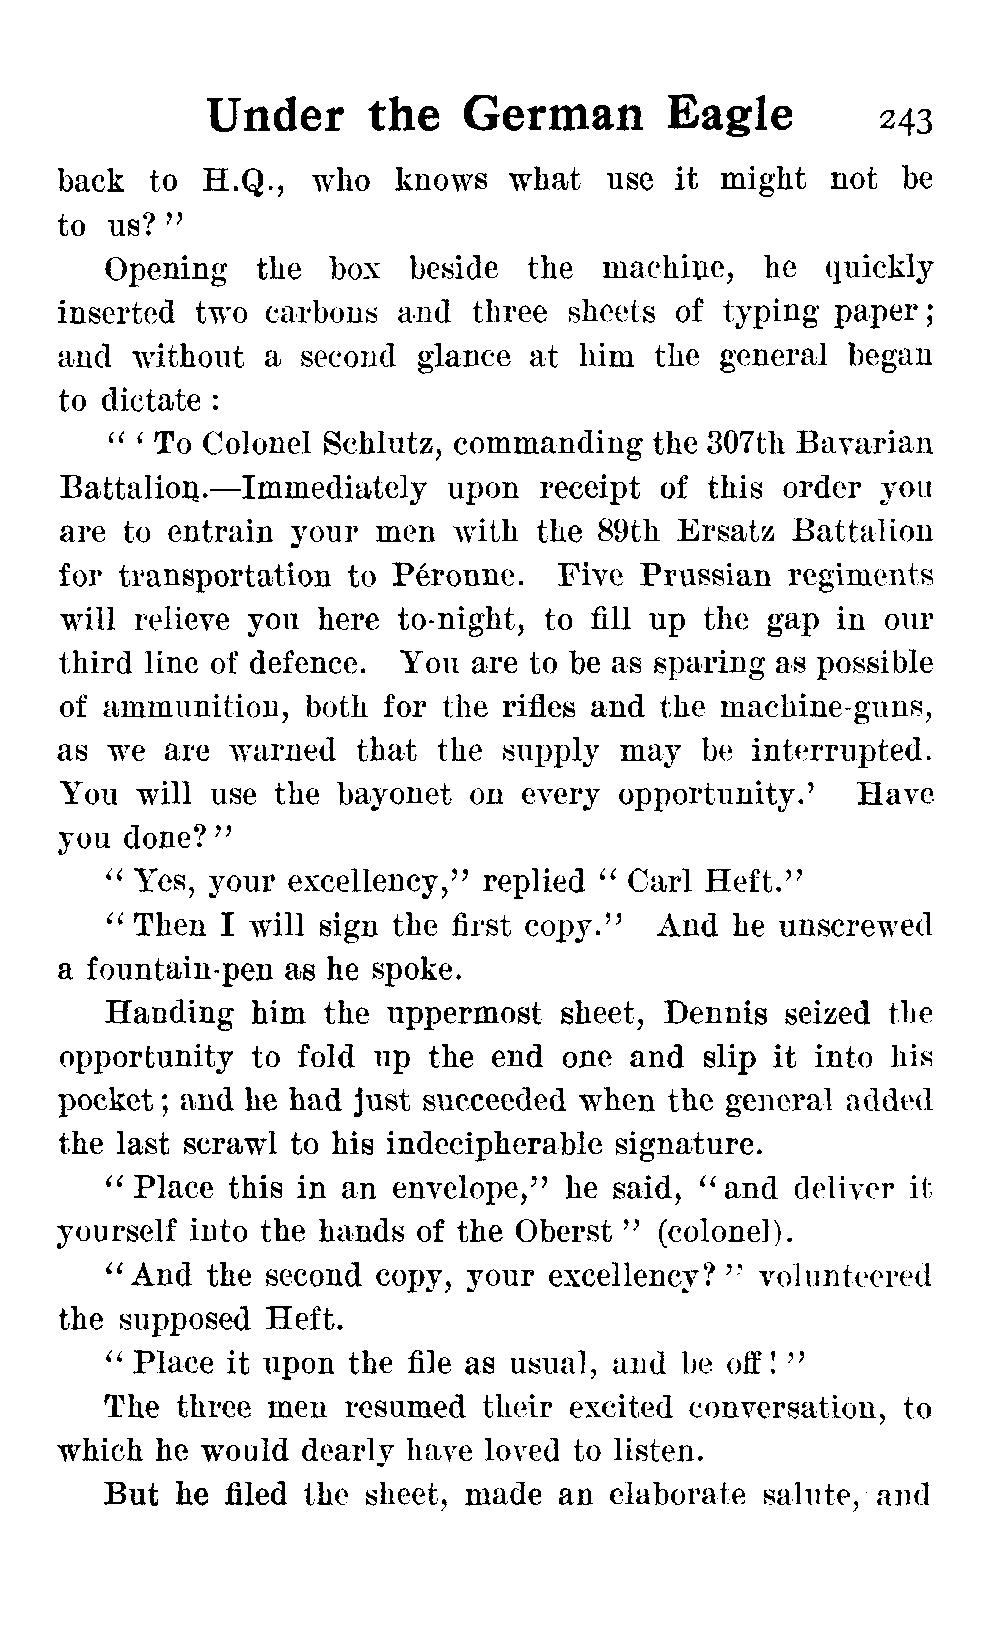 Under the German Eagle 243
back to H.Q., who knows what use it might not be
to us?"
Opening the box beside the machine, he quickly
inserted two carbons and three sheets of typing paper;
and without a second glance at him the general began
to dictate :
" ' To Colonel Schlutz, commanding the 307th Bavarian
Battalion.—Immediately upon receipt of this order you
are to entrain your men with the 89th Ersatz Battalion
for transportation to Péronne. Five Prussian regiments
will relieve you here to-night, to fill up the gap in our
third line of defence. You are to be as sparing as possible
of ammunition, both for the rifles and the machine-guns,
as we are warned that the supply may be interrupted.
You will use the bayonet on every opportunity.' Have
you done?"
"Yes, your excellency," replied "Carl Heft."
"Then I will sign the first copy." And he unscrewed
a fountain-pen as he spoke.
Handing him the uppermost sheet, Dennis seized the
opportunity to fold up the end one and slip it into his
pocket; and he had just succeeded when the general added
the last scrawl to his indecipherable signature.
"Place this in an envelope," he said, "and deliver it
yourself into the hands of the Oberst" (colonel).
"And the second copy, your excellency?" volunteered
the supposed Heft.
"Place it upon the file as usual, and be off!"
The three men resumed their excited conversation, to
which he would dearly have loved to listen.
But he filed the sheet, made an elaborate salute, and